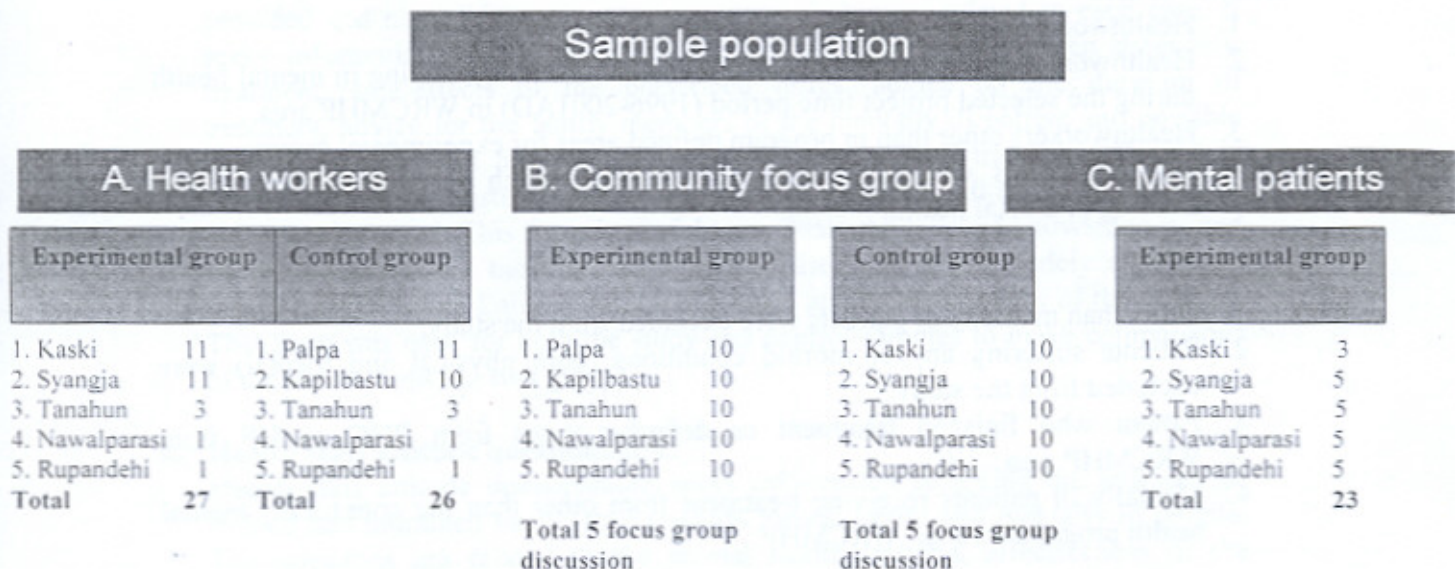 Sample population
A. Health workers
B. Community focus group
C. Mental patients
Experimental group
Control group
Experimental group
Control group
Experimental group
1. Kaski 11
2. Syangja 11
3. Tanahun 3
4. Nawalparasi 1
5. Rupandehi 1
Total 27
1. Palpa 11
2. Kapilbastu 10
3. Tanahun 3
4. Nawalparasi 1
5. Rupandehi 1
Total 26
1. Palpa 10
2. Kapilbastu 10
3. Tanahun 10
4. Nawalparasi 10
5. Rupandehi 10
Total 5 focus group
discussion
1. Kaski 10
2. Syangja 10
3. Tanahun 10
4. Nawalparasi 10
5. Rupandehi 10
Total 5 focus group
discussion
1. Kaski 3
2. Syangja 5
3. Tanahun 5
4. Nawalparasi 5
5. Rupandehi 5
Total 23